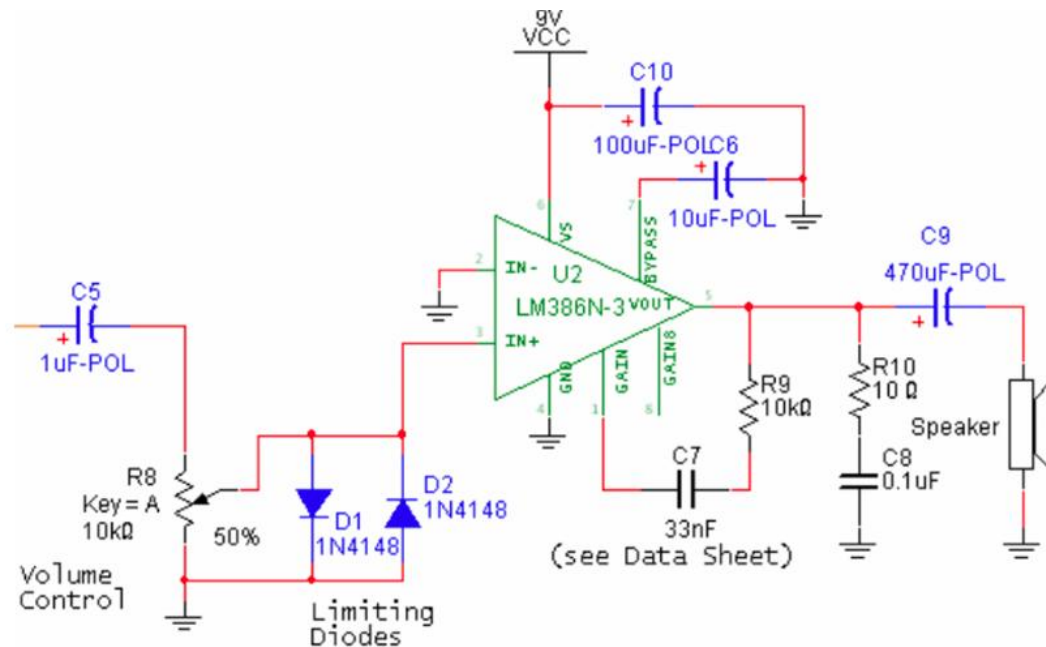 9V
VCC
C10
+
100uF-POL
C6
+
10uF-POL
6
7
VS
BYPASS
U2
LM386N-3
VOUT
5
2
IN-
3
IN+
GND
4
GAIN
1
GAIN8
8
C9
470uF-POL
+
C5
+
1uF-POL
R9
10kΩ
R10
10 Ω
Speaker
C8
0.1uF
C7
33nF
(see Data Sheet)
R8
Key = A
10kΩ
50%
D1
1N4148
D2
1N4148
Volume
Control
Limiting
Diodes